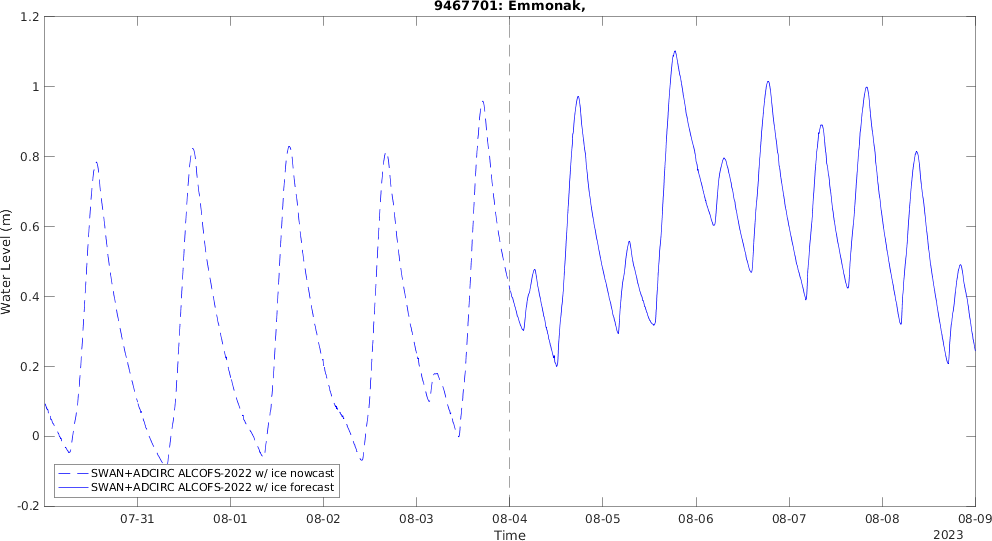 9467701: Emmonak,
1.2
1
0.8
0.6
0.4
0.2
0
-0.2
Water Level (m)
SWAN+ADCIRC ALCOFS-2022 w/ ice nowcast
SWAN+ADCIRC ALCOFS-2022 w/ ice forecast
07-31 08-01 08-02 08-03 08-04 08-05 08-06 08-07 08-08 08-09
Time
2023